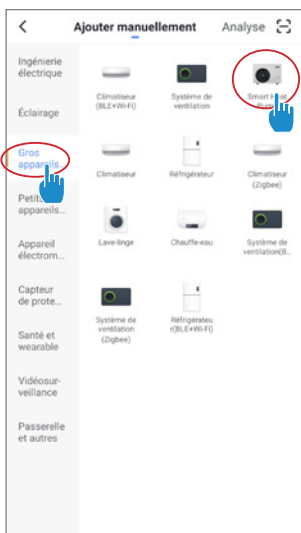 Ajouter manuellement Analyse
Ingénierie
électrique
Éclairage
Gros
appareils...
Petits
appareils...
Appareil
électrom...
Capteur
de prote...
Santé et
wearable
Vidéosur-
veillance
Passerelle
et autres
Climatiseur
(BLE+Wi-Fi)
Système de
ventilation
Smart Heat
Climatiseur
Réfrigérateur
Climatiseur
(Zigbee)
Lave-linge
Chauffe-eau
Système de
ventilation(B...
Système de
ventilation
(Zigbee)
Réfrigérateu
r(BLE+Wi-Fi)